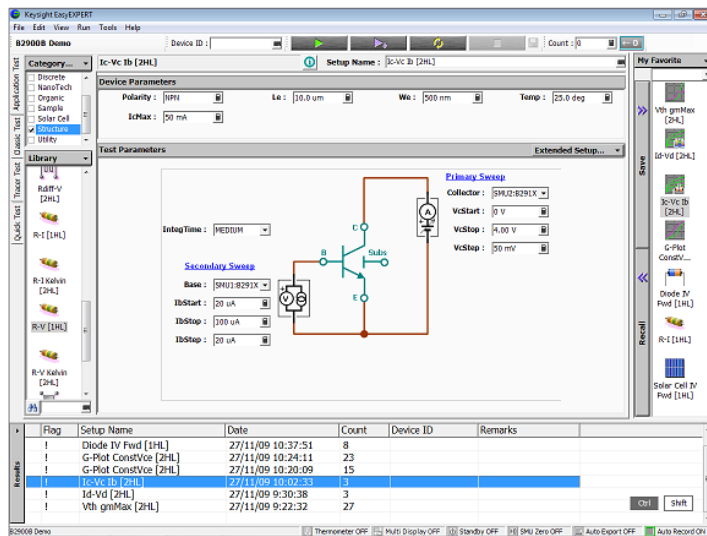 Keysight EasyEXPERT
File Edit View Run Tools Help
B2900B Demo Device ID : Count : 0
Application Test
Classic Test
Tracer Test
Quick Test
Category...
Discrete
NanoTech
Organic
Sample
Solar Cell
Structure
Utility
Library
Rdiff-V [2HL]
R-I [1HL]
R-I Kelvin [2HL]
R-V [1HL]
R-V Kelvin [2HL]
Ic-Vc Ib [2HL] Setup Name : Ic-Vc Ib [2HL]
Device Parameters
Polarity : NPN Le : 10.0 um We : 500 nm Temp : 25.0 deg
IcMax : 50 mA
Test Parameters Extended Setup...
Primary Sweep
Collector : SMU2:B291X
VcStart : 0 V
VcStop : 4.00 V
VcStep : 50 mV
IntegTime : MEDIUM
Secondary Sweep
Base : SMU1:B291X
IbStart : 20 uA
IbStop : 100 uA
IbStep : 20 uA
C
B
Subs
E
A
V
My Favorite
Save
Recall
Vth gmMax [2HL]
Id-Vd [2HL]
Ic-Vc Ib [2HL]
G-Plot ConstV...
Diode IV Fwd [1HL]
R-I [1HL]
Solar Cell IV Fwd [1HL]
Results
Flag Setup Name Date Count Device ID Remarks
! Diode IV Fwd [1HL] 27/11/09 10:37:51 8
! G-Plot ConstVce [2HL] 27/11/09 10:24:11 23
! G-Plot ConstVce [2HL] 27/11/09 10:20:09 15
! Ic-Vc Ib [2HL] 27/11/09 10:02:33 3
! Id-Vd [2HL] 27/11/09 9:30:38 3
! Vth gmMax [2HL] 27/11/09 9:22:32 27
Ctrl Shift
B2900B Demo Thermometer OFF Multi Display OFF Standby OFF SMU Zero OFF Auto Export OFF Auto Record ON